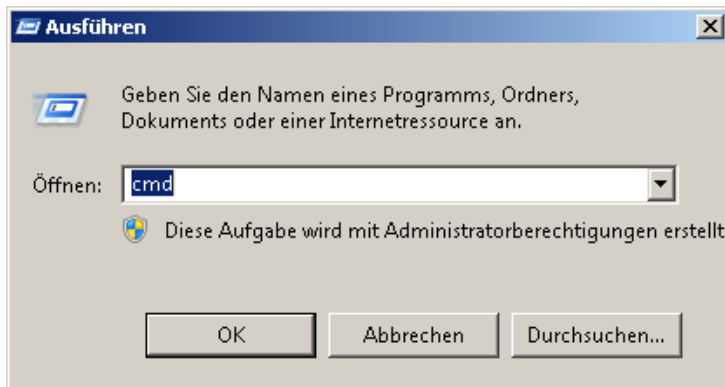 Ausführen
Geben Sie den Namen eines Programms, Ordners,
Dokuments oder einer Internetressource an.
Öffnen: cmd
Diese Aufgabe wird mit Administratorberechtigungen erstellt
OK Abbrechen Durchsuchen...